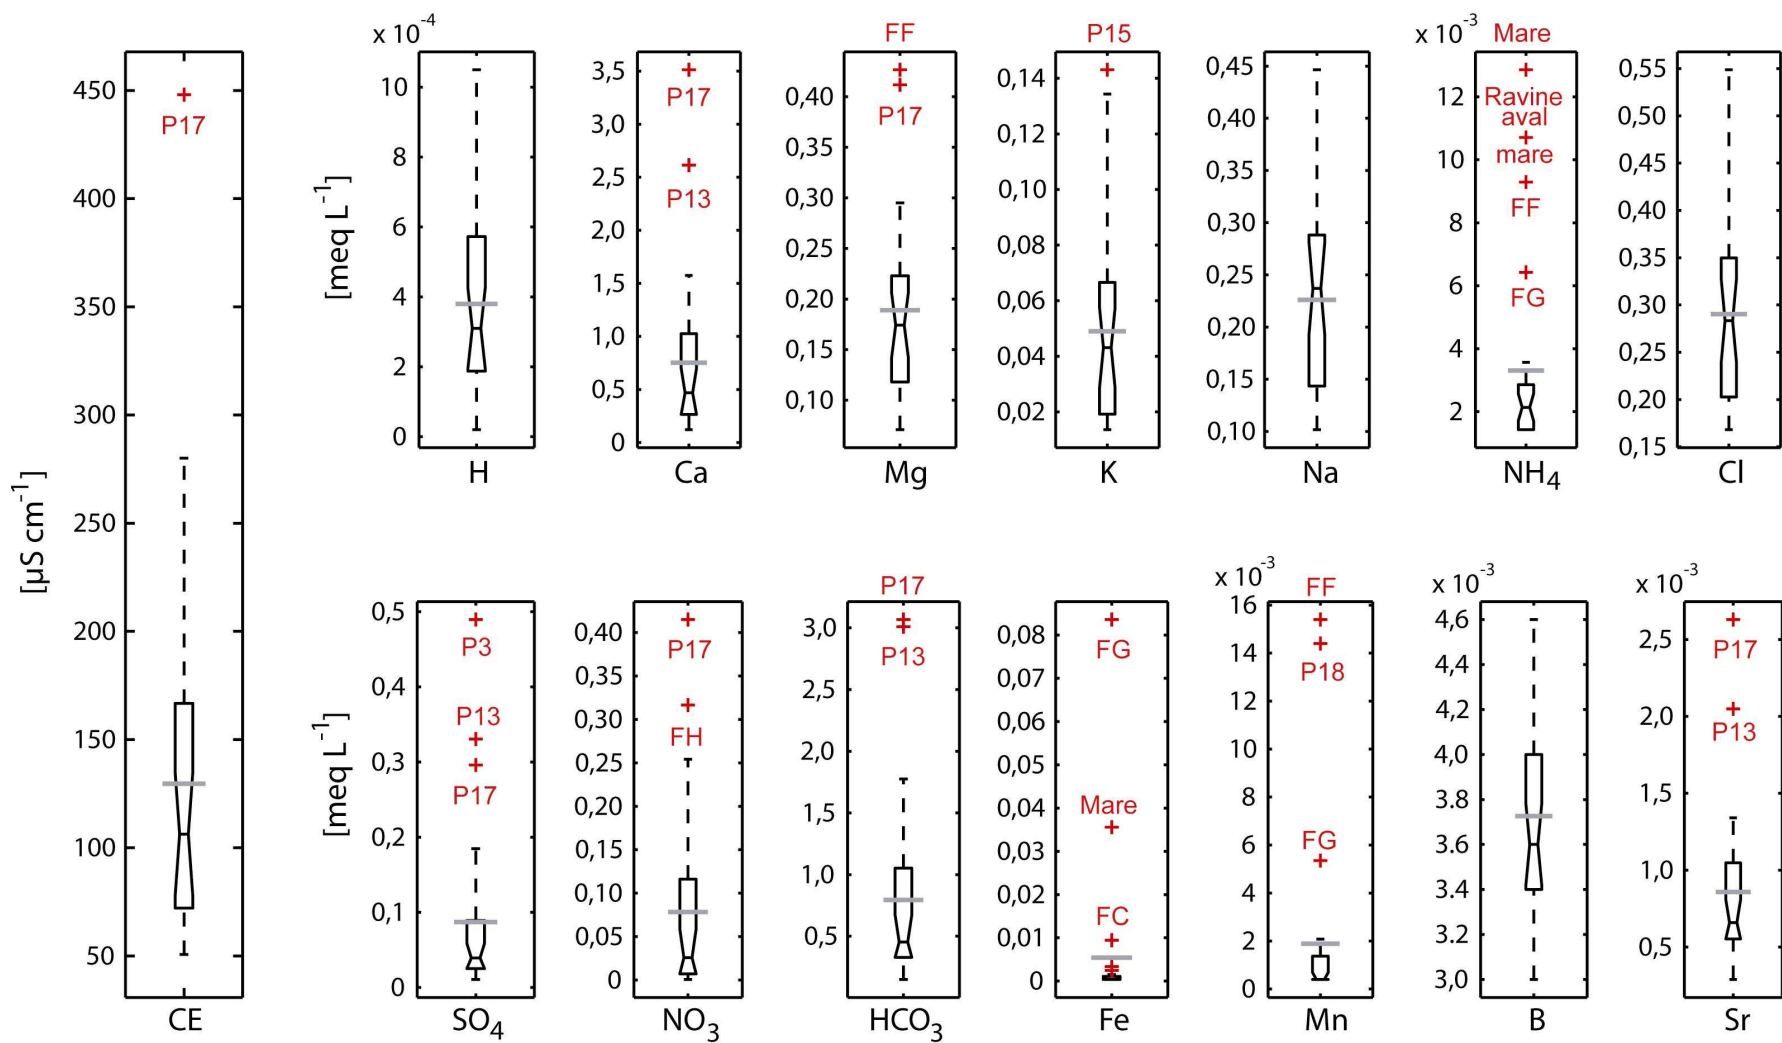 [µS cm⁻¹]
450
400
350
300
250
200
150
100
50
P17
CE
[meq L⁻¹]
x 10⁻⁴
10
8
6
4
2
0
H
3,5
3,0
2,5
2,0
1,5
1,0
0,5
0
P17
P13
Ca
FF
0,40
0,35
0,30
0,25
0,20
0,15
0,10
P17
Mg
P15
0,14
0,12
0,10
0,08
0,06
0,04
0,02
K
0,45
0,40
0,35
0,30
0,25
0,20
0,15
0,10
Na
x 10⁻³
Mare
12
10
8
6
4
2
Ravine
aval
mare
FF
FG
NH₄
0,55
0,50
0,45
0,40
0,35
0,30
0,25
0,20
0,15
Cl
[meq L⁻¹]
0,5
0,4
0,3
0,2
0,1
0
P3
P13
P17
SO₄
0,40
0,35
0,30
0,25
0,20
0,15
0,10
0,05
0
P17
FH
NO₃
P17
3,0
2,5
2,0
1,5
1,0
0,5
P13
HCO₃
0,08
0,07
0,06
0,05
0,04
0,03
0,02
0,01
0
FG
Mare
FC
Fe
x 10⁻³
FF
16
14
12
10
8
6
4
2
0
P18
FG
Mn
x 10⁻³
4,6
4,4
4,2
4,0
3,8
3,6
3,4
3,2
3,0
B
x 10⁻³
2,5
2,0
1,5
1,0
0,5
P17
P13
Sr